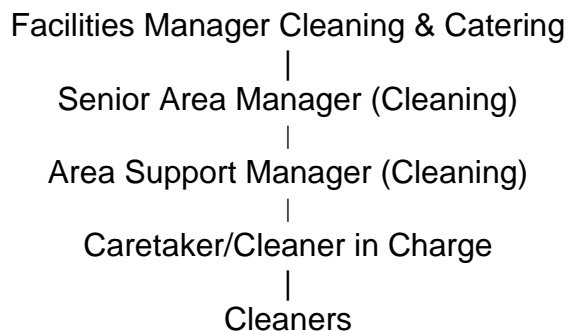 Facilities Manager Cleaning & Catering
Senior Area Manager (Cleaning)
Area Support Manager (Cleaning)
Caretaker/Cleaner in Charge
Cleaners